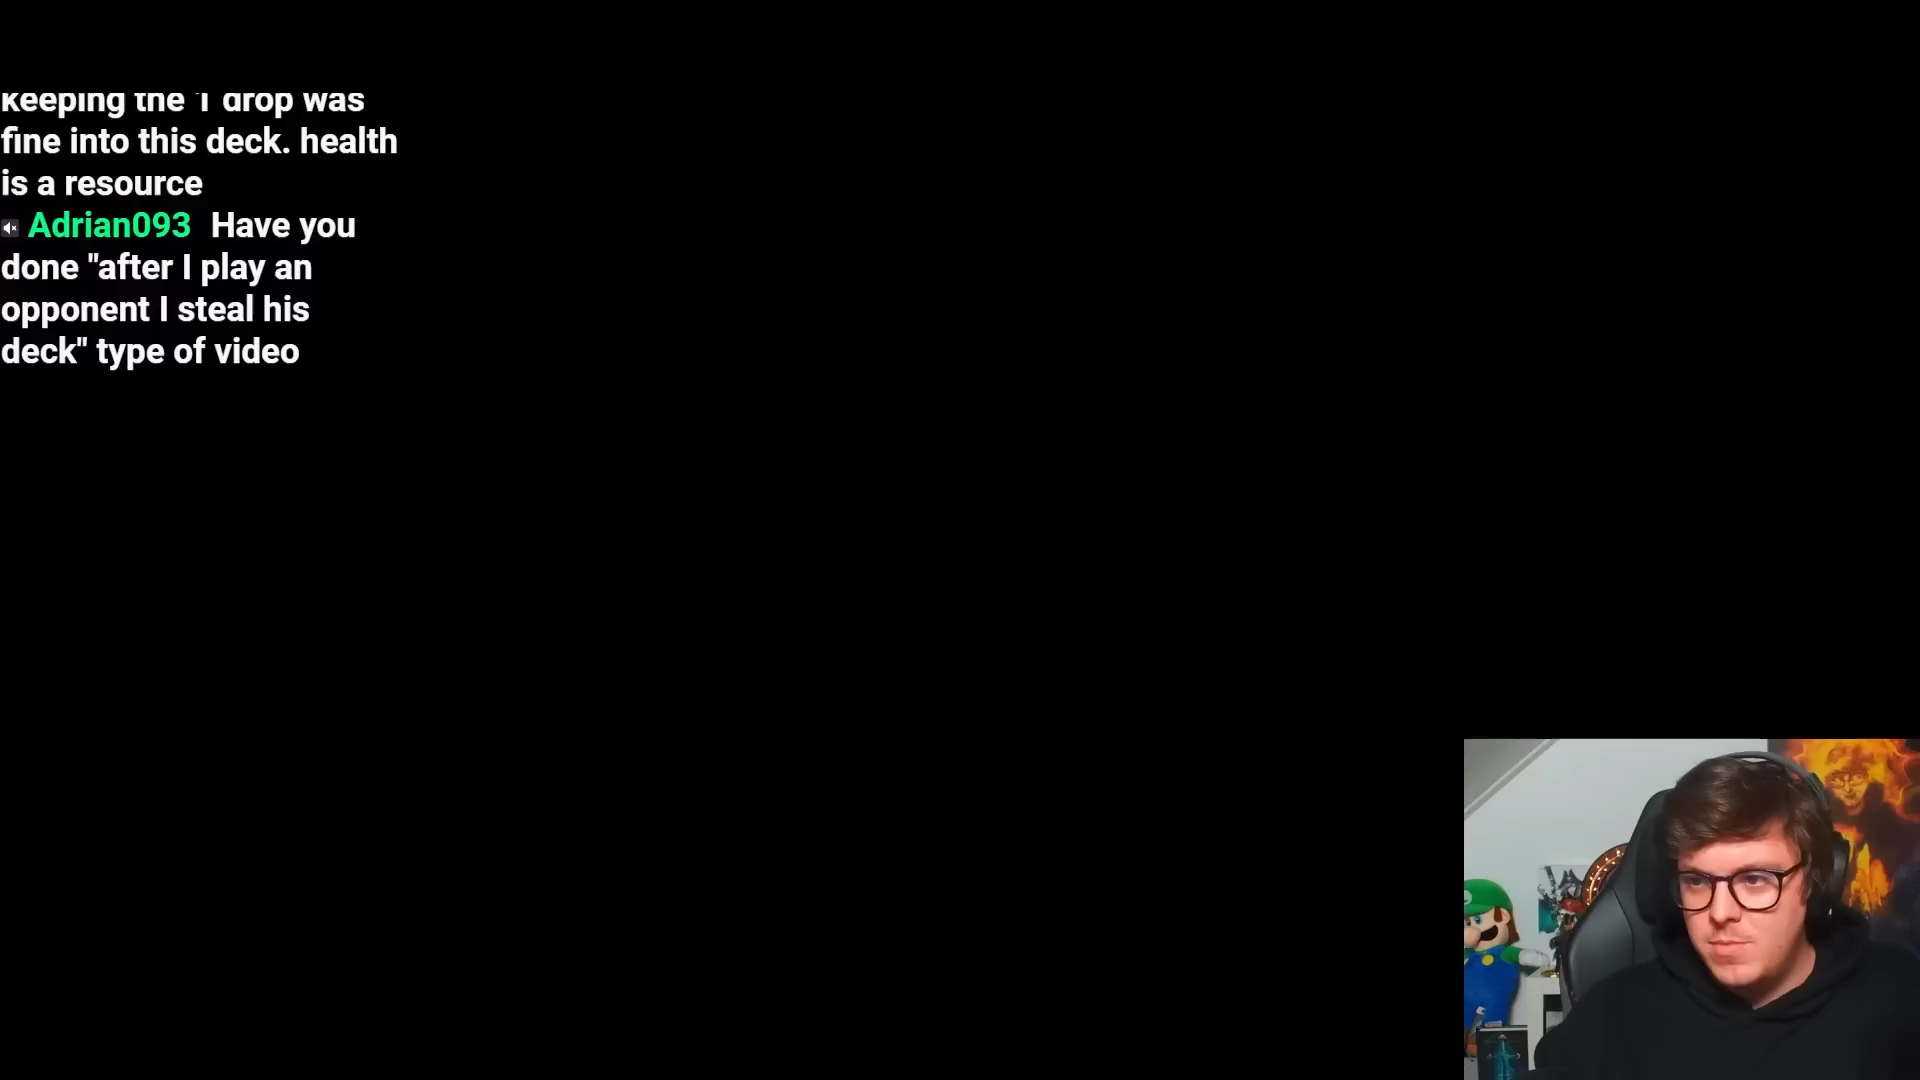 keeping the 1 drop was
fine into this deck. health
is a resource
Adrian093 Have you
done "after I play an
opponent I steal his
deck" type of video